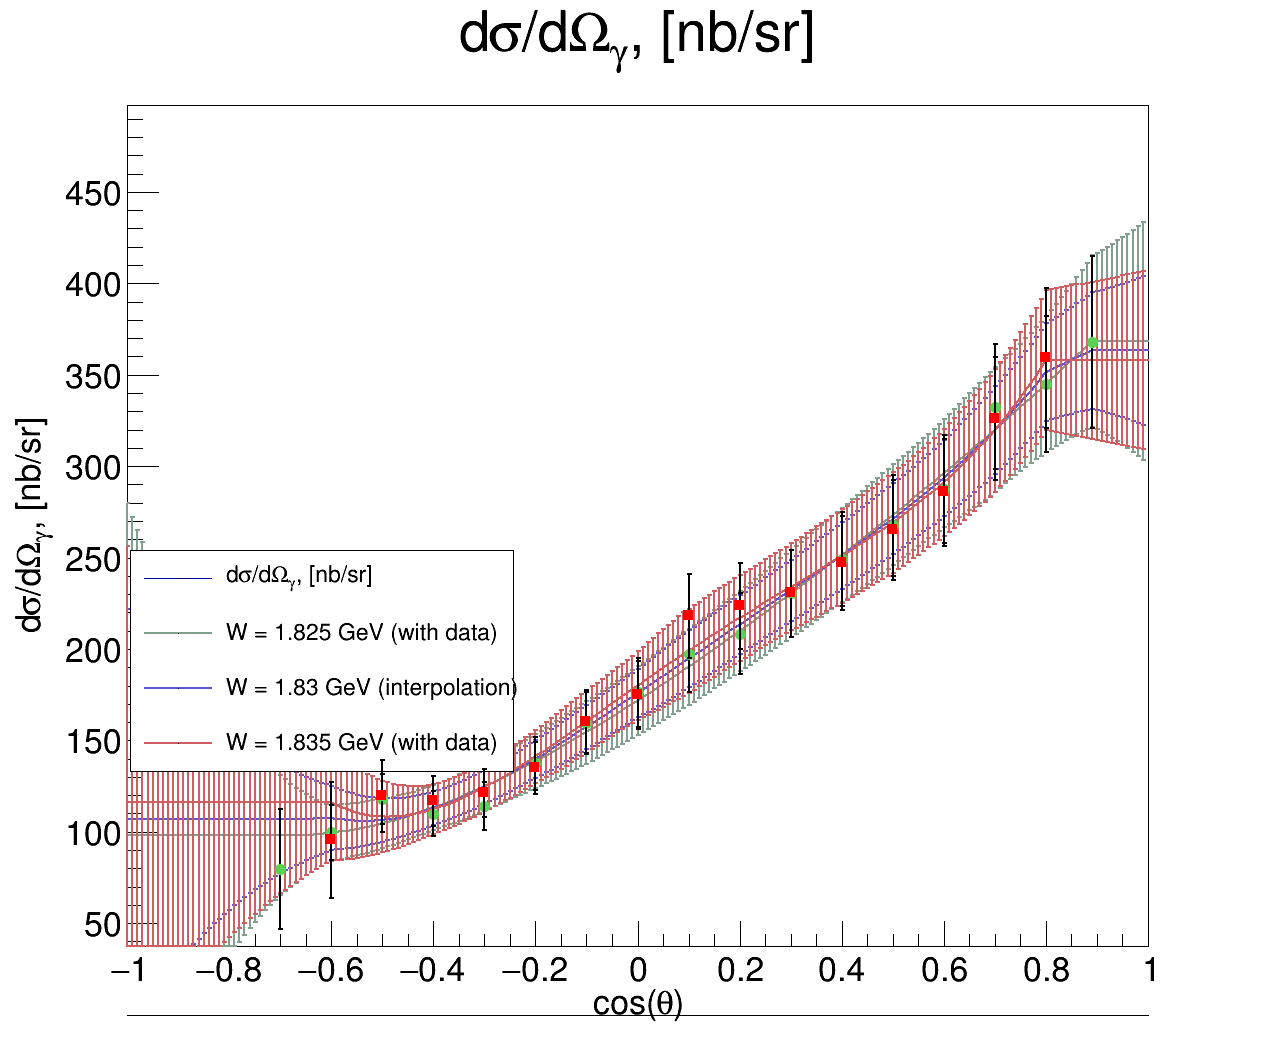 dσ/dΩγ, [nb/sr]
dσ/dΩγ, [nb/sr]
450
400
350
300
250
200
150
100
50
dσ/dΩγ, [nb/sr]
W = 1.825 GeV (with data)
W = 1.83 GeV (interpolation)
W = 1.835 GeV (with data)
−1 −0.8 −0.6 −0.4 −0.2 0 0.2 0.4 0.6 0.8 1
cos(θ)